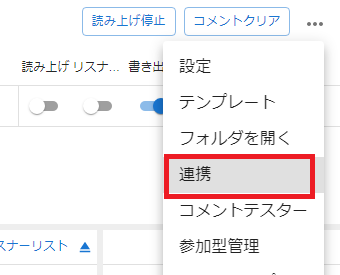 読み上げ停止 コメントクリア
読み上げ リスナ... 書き出
設定
テンプレート
フォルダを開く
連携
コメントテスター
スナーリスト
参加型管理